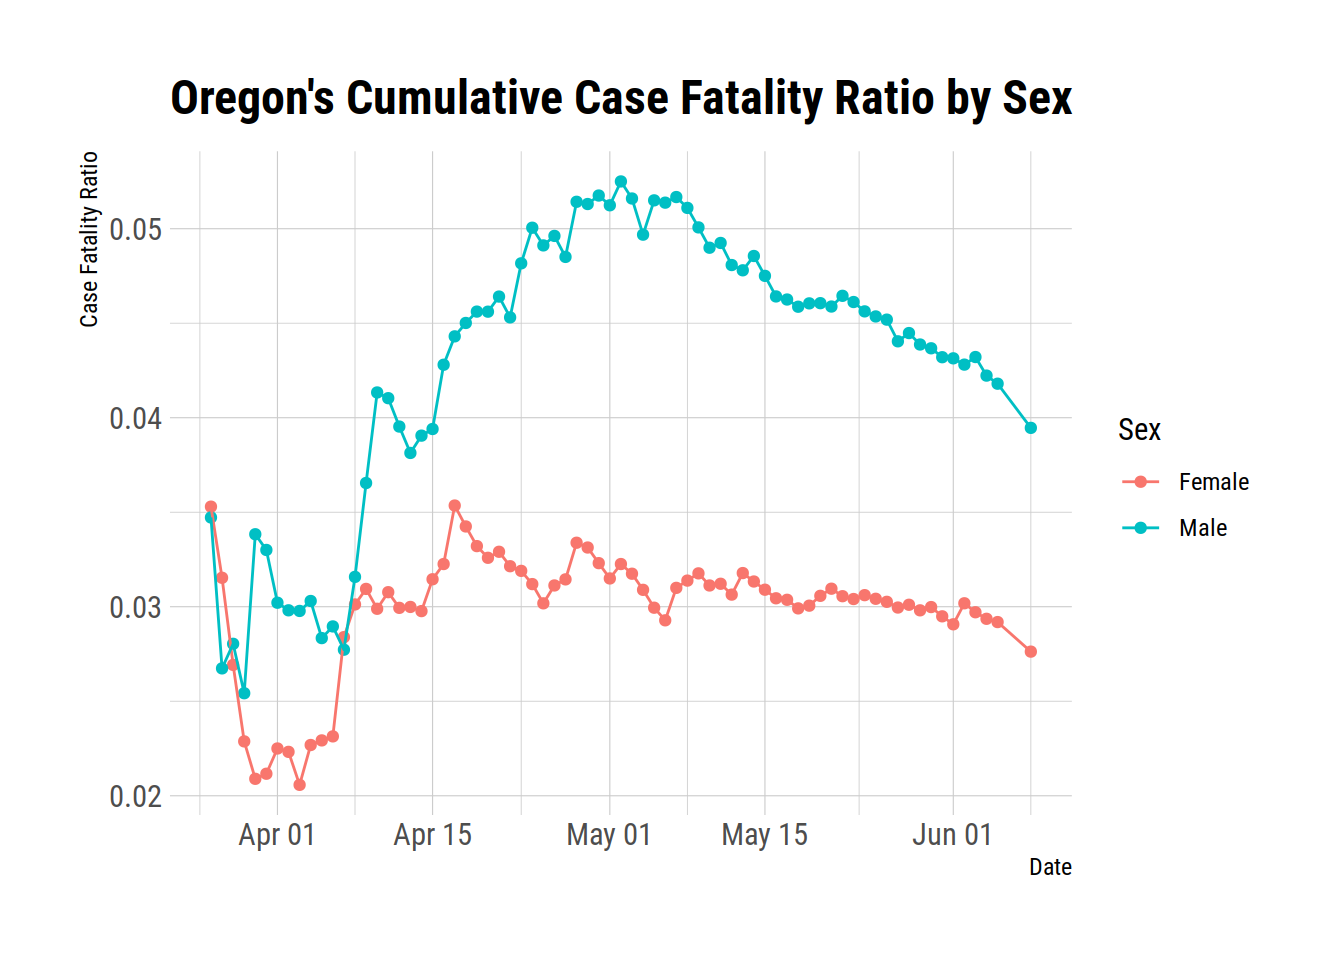 Oregon's Cumulative Case Fatality Ratio by Sex
Case Fatality Ratio
0.05
0.04
0.03
0.02
Apr 01
Apr 15
May 01
May 15
Jun 01
Date
Sex
Female
Male